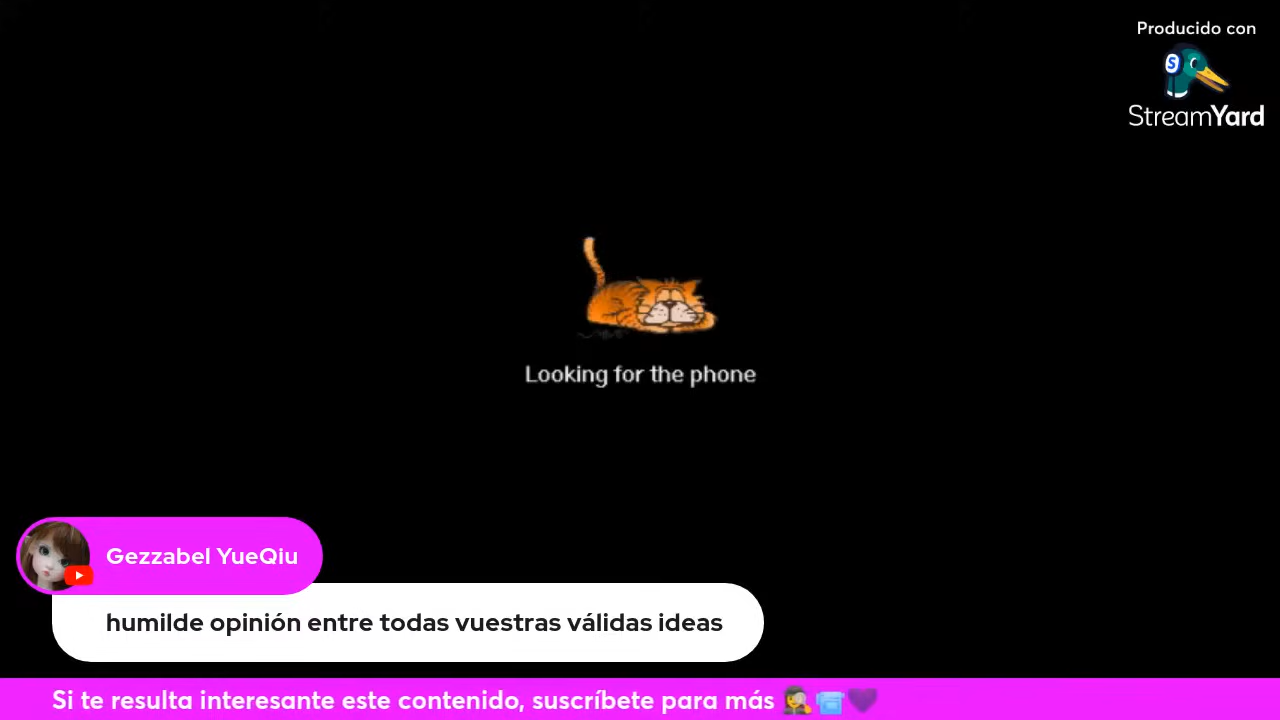 Producido con
StreamYard
Looking for the phone
Gezzabel YueQiu
humilde opinión entre todas vuestras válidas ideas
Si te resulta interesante este contenido, suscríbete para más 🕵️‍♀️🩵💜